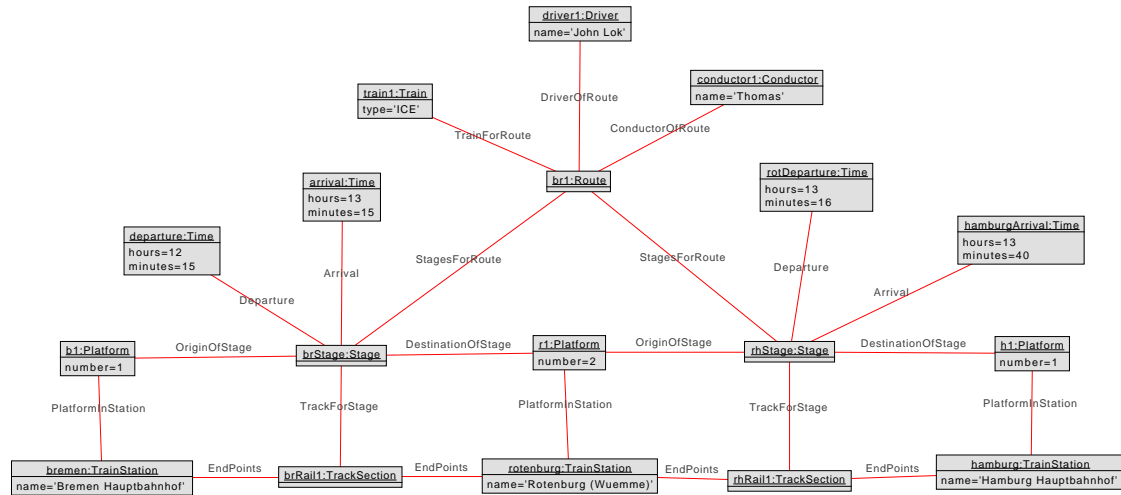 driver1:Driver
name='John Lok'
train1:Train
type='ICE'
conductor1:Conductor
name='Thomas'
DriverOfRoute
TrainForRoute
ConductorOfRoute
br1:Route
arrival:Time
hours=13
minutes=15
rotDeparture:Time
hours=13
minutes=16
departure:Time
hours=12
minutes=15
hamburgArrival:Time
hours=13
minutes=40
Arrival
StagesForRoute
StagesForRoute
Departure
Departure
Arrival
b1:Platform
number=1
OriginOfStage
brStage:Stage
DestinationOfStage
r1:Platform
number=2
OriginOfStage
rhStage:Stage
DestinationOfStage
h1:Platform
number=1
PlatformInStation
TrackForStage
PlatformInStation
TrackForStage
PlatformInStation
bremen:TrainStation
name='Bremen Hauptbahnhof'
EndPoints
brRail1:TrackSection
EndPoints
rotenburg:TrainStation
name='Rotenburg (Wuemme)'
EndPoints
rhRail1:TrackSection
EndPoints
hamburg:TrainStation
name='Hamburg Hauptbahnhof'